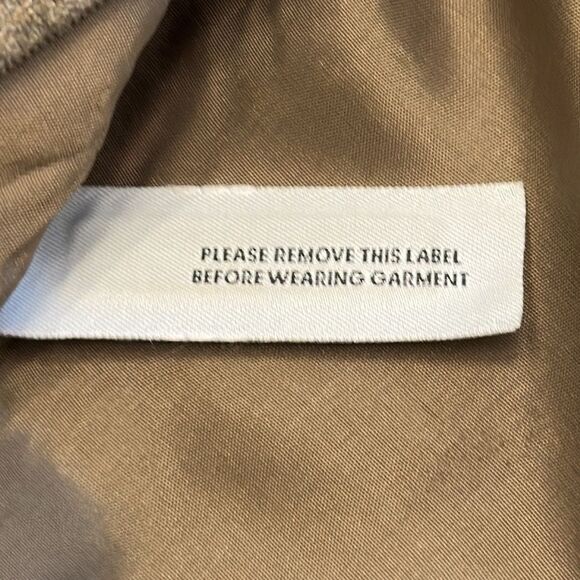 PLEASE REMOVE THIS LABEL
BEFORE WEARING GARMENT